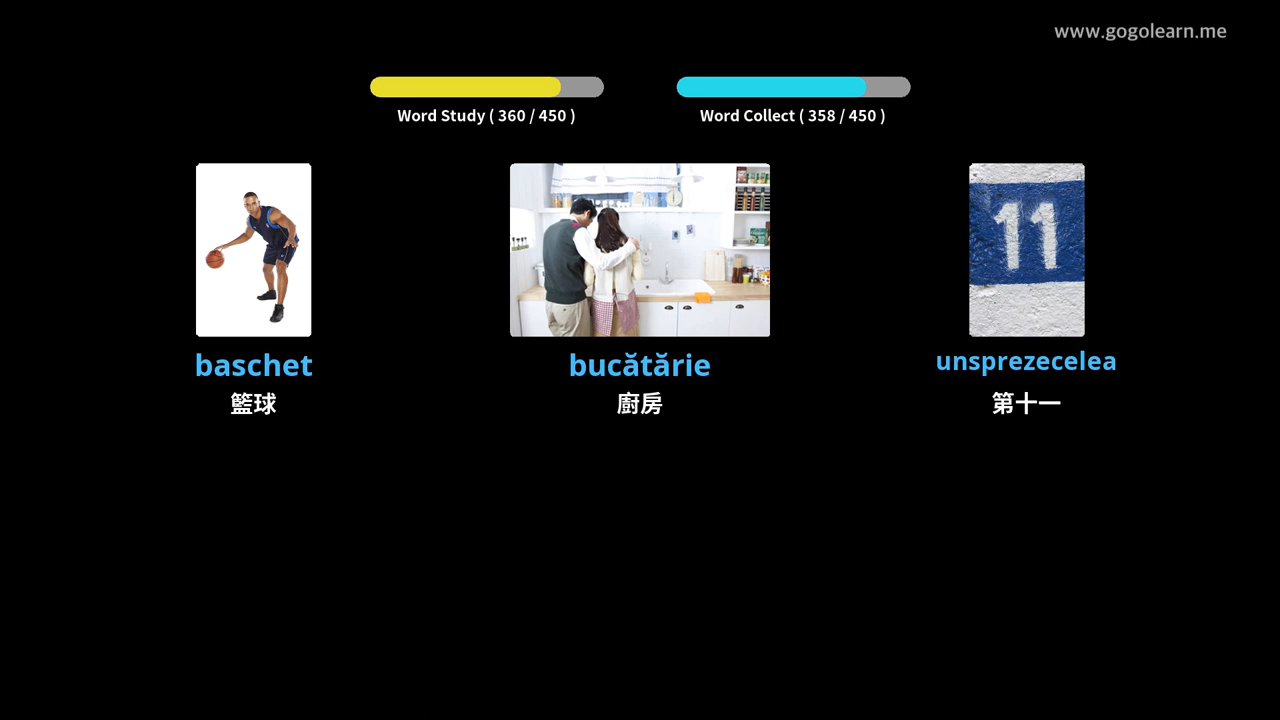 www.gogolearn.me
Word Study ( 360 / 450 )
Word Collect ( 358 / 450 )
11
baschet
bucătărie
unsprezecelea
籃球
廚房
第十一